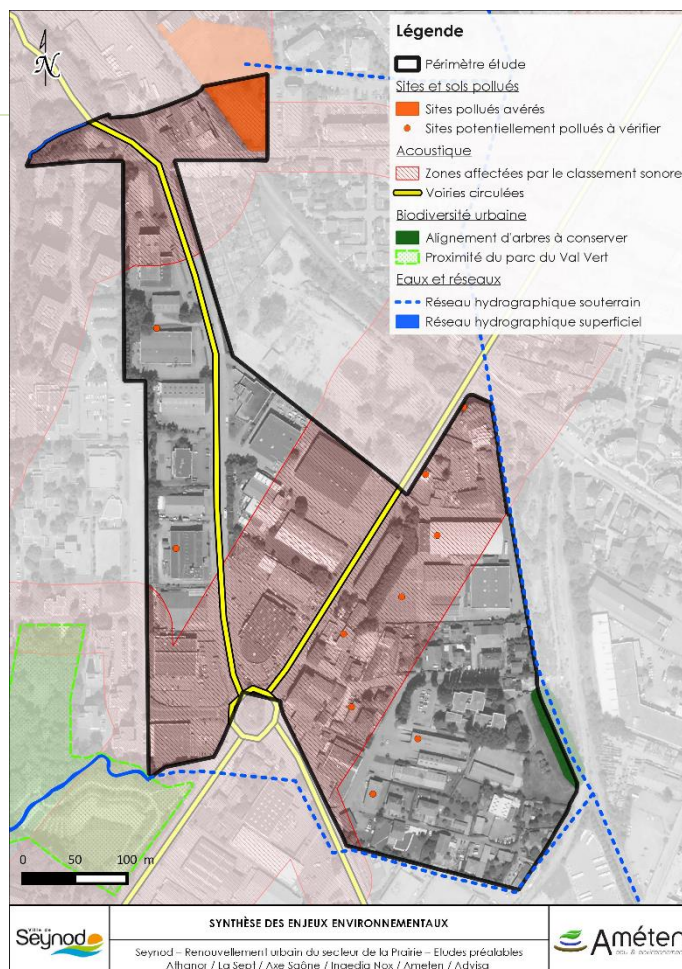 N
Légende
Périmètre étude
Sites et sols pollués
Sites pollués avérés
Sites potentiellement pollués à vérifier
Acoustique
Zones affectées par le classement sonore
Voiries circulées
Biodiversité urbaine
Alignement d'arbres à conserver
Proximité du parc du Val Vert
Eaux et réseaux
Réseau hydrographique souterrain
Réseau hydrographique superficiel
0 100 m
Ville de
Seynod
SYNTHÈSE DES ENJEUX ENVIRONNEMENTAUX
Seynod – Renouvellement urbain du secteur de la Prairie – Etudes préalables
Athanor / La Sept / Axe Saône / Ingedia Nox / Ameten / Advisa
Améten
eau & environnement